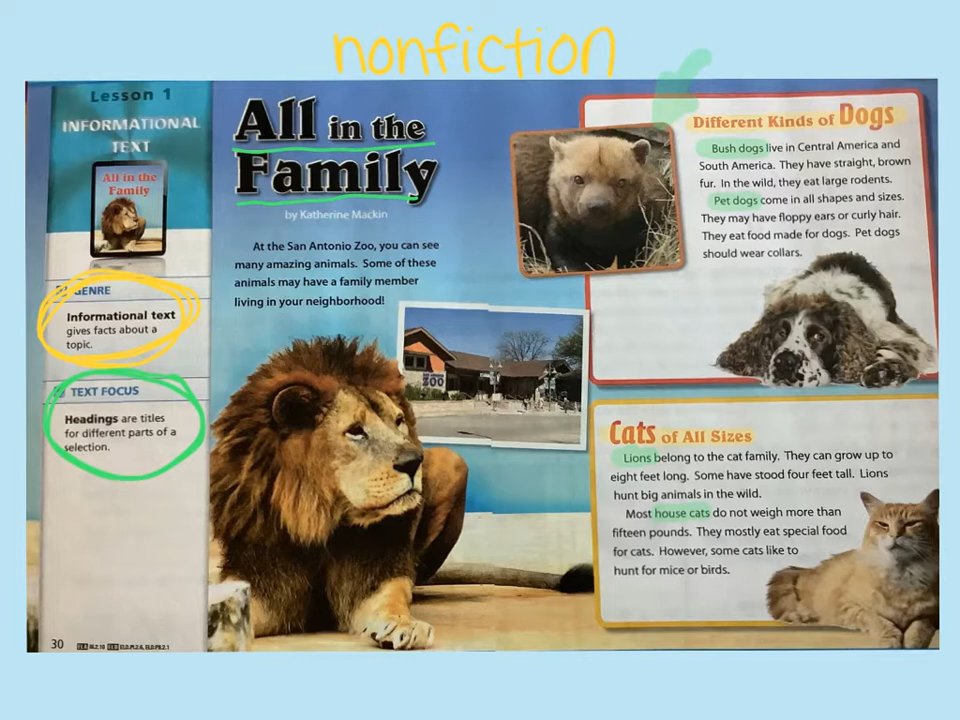 nonfiction
Lesson 1
INFORMATIONAL
TEXT
All in the
Family
GENRE
Informational text
gives facts about a
topic.
TEXT FOCUS
Headings are titles
for different parts of a
selection.
30
All in the
Family
by Katherine Mackin
At the San Antonio Zoo, you can see
many amazing animals. Some of these
animals may have a family member
living in your neighborhood!
ZOO
Different Kinds of Dogs
Bush dogs live in Central America and
South America. They have straight, brown
fur. In the wild, they eat large rodents.
Pet dogs come in all shapes and sizes.
They may have floppy ears or curly hair.
They eat food made for dogs. Pet dogs
should wear collars.
Cats of All Sizes
Lions belong to the cat family. They can grow up to
eight feet long. Some have stood four feet tall. Lions
hunt big animals in the wild.
Most house cats do not weigh more than
fifteen pounds. They mostly eat special food
for cats. However, some cats like to
hunt for mice or birds.